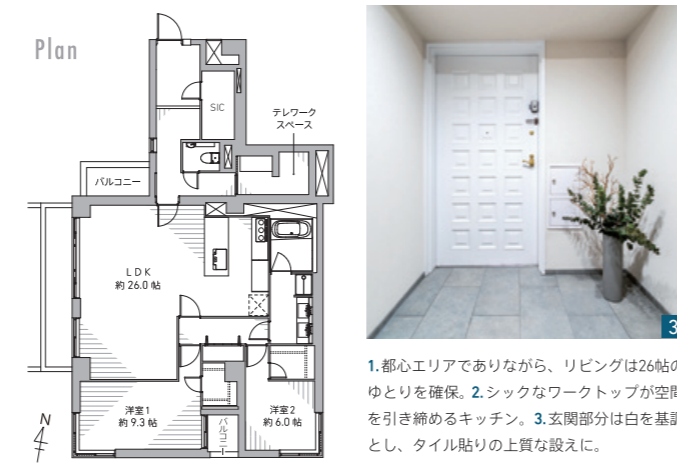 Plan
SIC
テレワーク
スペース
バルコニー
LDK
約 26.0 帖
洋室1
約 9.3 帖
バルコニー
洋室2
約 6.0 帖
N
3
1.都心エリアでありながら、リビングは26帖の
ゆとりを確保。2.シックなワークトップが空間
を引き締めるキッチン。3.玄関部分は白を基調
とし、タイル貼りの上質な設えに。